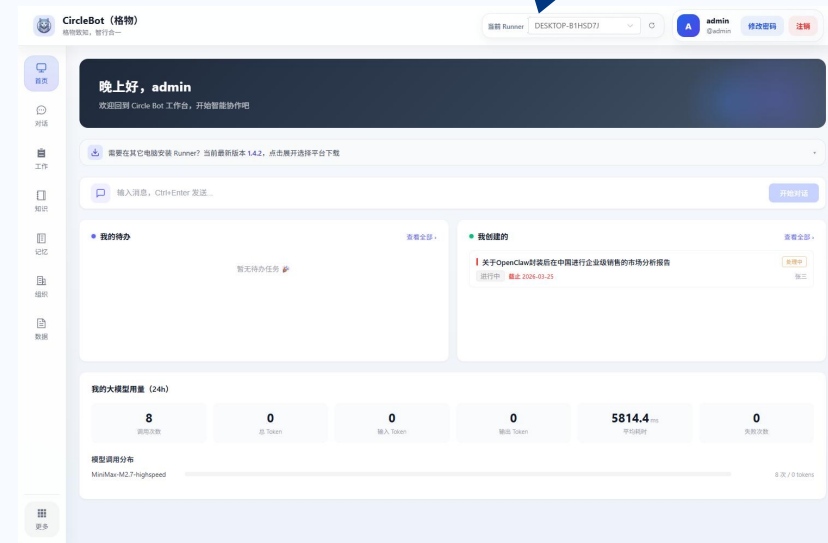 CircleBot（格物）
格物致知，智行合一
当前 Runner DESKTOP-81HSD7J
A
admin
@admin
修改密码
注销
首页
对话
工作
知识
记忆
组织
数据
更多
晚上好，admin
欢迎回到 Circle Bot 工作台，开始智能协作吧
需要在其它电脑安装 Runner？当前最新版本 1.4.2，点击展开选择平台下载
输入消息，Ctrl+Enter 发送...
开始对话
我的待办
查看全部 ›
暂无待办任务 🎉
我创建的
查看全部 ›
关于OpenClaw封装后在中国进行企业级销售的市场分析报告
处理中
进行中 截止 2026-03-25
张三
我的大模型用量（24h）
8
调用次数
0
总 Token
0
输入 Token
0
输出 Token
5814.4 ms
平均耗时
0
失败次数
模型调用分布
MiniMax-M2.7-highspeed
6 次 / 0 tokens